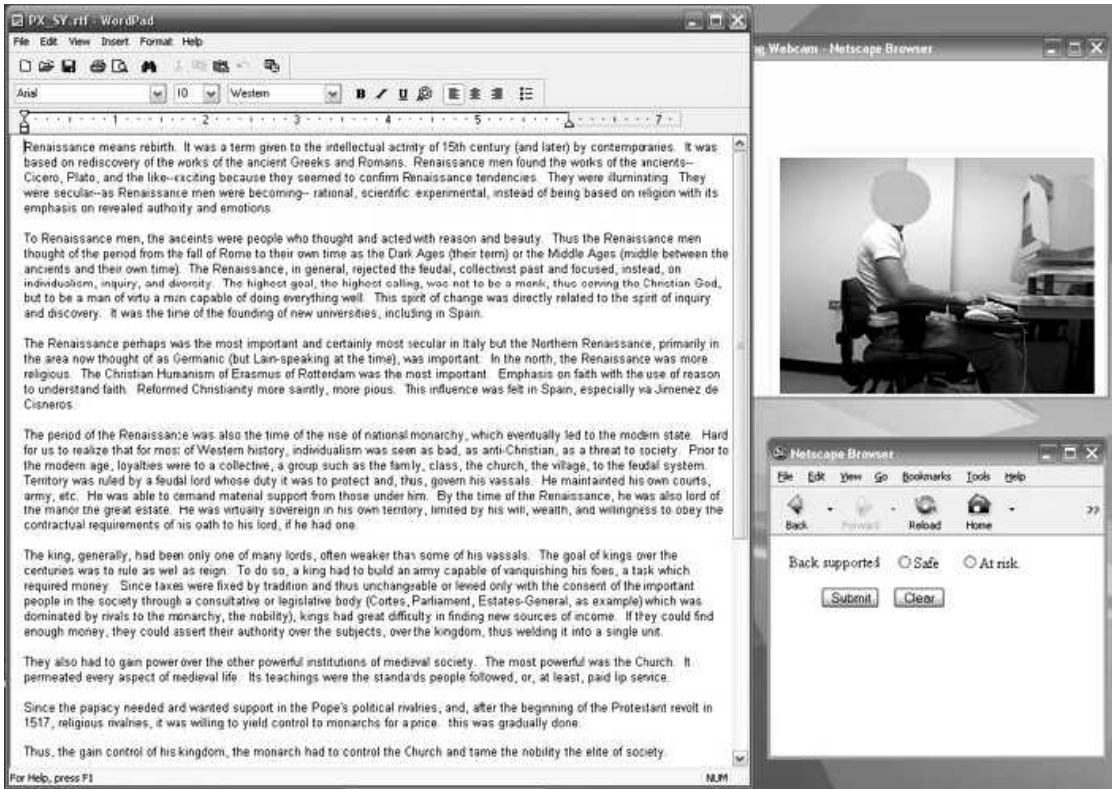 PX_SY.rtf - WordPad
File Edit View Insert Format Help
Arial 10 Western
1 2 3 4 5 7
Renaissance means rebirth. It was a term given to the intellectual activity of 15th century (and later) by contemporaries. It was
based on rediscovery of the works of the ancient Greeks and Romans. Renaissance men found the works of the ancients--
Cicero, Plato, and the like--exciting because they seemed to confirm Renaissance tendencies. They were illuminating. They
were secular--as Renaissance men were becoming-- rational, scientific experimental, instead of being based on religion with its
emphasis on revealed authority and emotions.
To Renaissance men, the anceints were people who thought and acted with reason and beauty. Thus the Renaissance men
thought of the period from the fall of Rome to their own time as the Dark Ages (their term) or the Middle Ages (middle between the
ancients and their own time). The Renaissance, in general, rejected the feudal, collectivist past and focused, instead, on
individualism, inquiry, and diversity. The highest goal, the highest calling, was not to be a monk, thus serving the Christian God,
but to be a man of virtu a man capable of doing everything well. This spirit of change was directly related to the spirit of inquiry
and discovery. It was the time of the founding of new universities, including in Spain.
The Renaissance perhaps was the most important and certainly most secular in Italy but the Northern Renaissance, primarily in
the area now thought of as Germanic (but Lain-speaking at the time), was important. In the north, the Renaissance was more
religious. The Christian Humanism of Erasmus of Rotterdam was the most important. Emphasis on faith with the use of reason
to understand faith. Reformed Christianity more saintly, more pious. This influence was felt in Spain, especially via Jimenez de
Cisneros.
The period of the Renaissance was also the time of the rise of national monarchy, which eventually led to the modern state. Hard
for us to realize that for most of Western history, individualism was seen as bad, as anti-Christian, as a threat to society. Prior to
the modern age, loyalties were to a collective, a group such as the family, class, the church, the village, to the feudal system.
Territory was ruled by a feudal lord whose duty it was to protect and, thus, govern his vassals. He maintainted his own courts,
army, etc. He was able to demand material support from those under him. By the time of the Renaissance, he was also lord of
the manor the great estate. He was virtually sovereign in his own territory, limited by his will, wealth, and willingness to obey the
contractual requirements of his oath to his lord, if he had one.
The king, generally, had been only one of many lords, often weaker than some of his vassals. The goal of kings over the
centuries was to rule as well as reign. To do so, a king had to build an army capable of vanquishing his foes, a task which
required money. Since taxes were fixed by tradition and thus unchangeable or levied only with the consent of the important
people in the society through a consultative or legislative body (Cortes, Parliament, Estates-General, as example) which was
dominated by rivals to the monarchy, the nobility), kings had great difficulty in finding new sources of income. If they could find
enough money, they could assert their authority over the subjects, over the kingdom, thus welding it into a single unit.
They also had to gain power over the other powerful institutions of medieval society. The most powerful was the Church. It
permeated every aspect of medieval life. Its teachings were the standards people followed, or, at least, paid lip service.
Since the papacy needed and wanted support in the Pope's political rivalries, and, after the beginning of the Protestant revolt in
1517, religious rivalries, it was willing to yield control to monarchs for a price. this was gradually done.
Thus, the gain control of his kingdom, the monarch had to control the Church and tame the nobility the elite of society.
For Help, press F1 NUM
ng Webcam - Netscape Browser
Netscape Browser
File Edit View Go Bookmarks Tools Help
Back Forward Reload Home
Back supported Safe At risk
Submit Clear